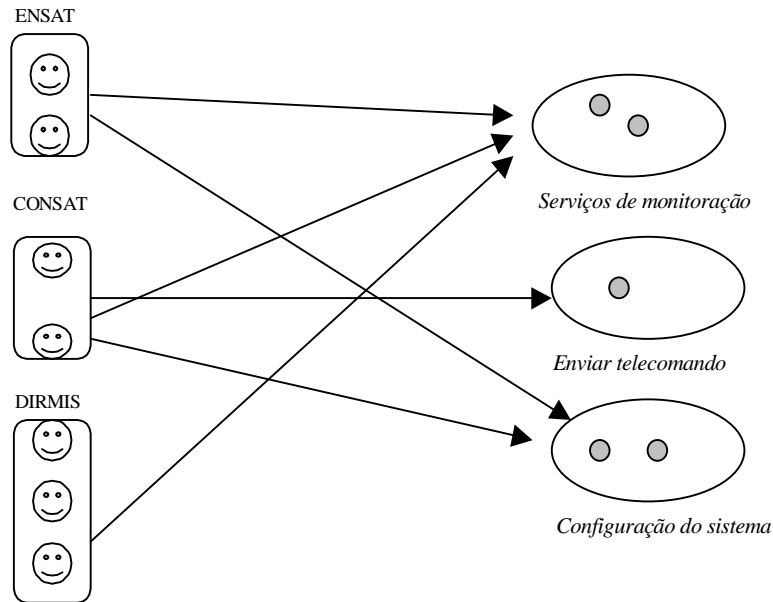 ENSAT
Serviços de monitoração
CONSAT
Enviar telecomando
DIRMIS
Configuração do sistema